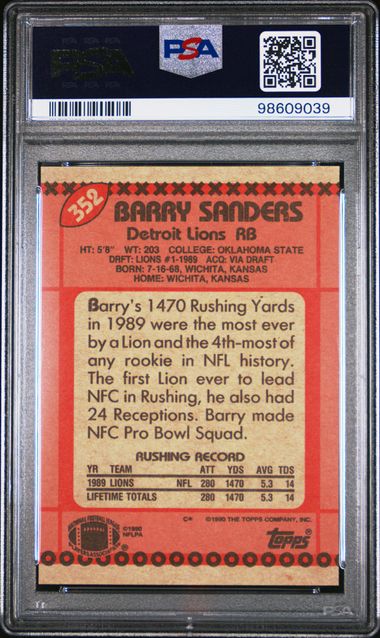 PSA
PSA
98609039
352
BARRY SANDERS
Detroit Lions RB
HT: 5'8" WT: 203 COLLEGE: OKLAHOMA STATE
DRFT: LIONS #1-1989 ACQ: VIA DRAFT
BORN: 7-16-68, WICHITA, KANSAS
HOME: WICHITA, KANSAS
Barry's 1470 Rushing Yards
in 1989 were the most ever
by a Lion and the 4th-most of
any rookie in NFL history.
The first Lion ever to lead
NFC in Rushing, he also had
24 Receptions. Barry made
NFC Pro Bowl Squad.
RUSHING RECORD
YR TEAM ATT YDS AVG TDS
1989 LIONS NFL 280 1470 5.3 14
LIFETIME TOTALS 280 1470 5.3 14
©1990
NFLPA
C* ©1990 THE TOPPS COMPANY, INC.
Topps
PSA